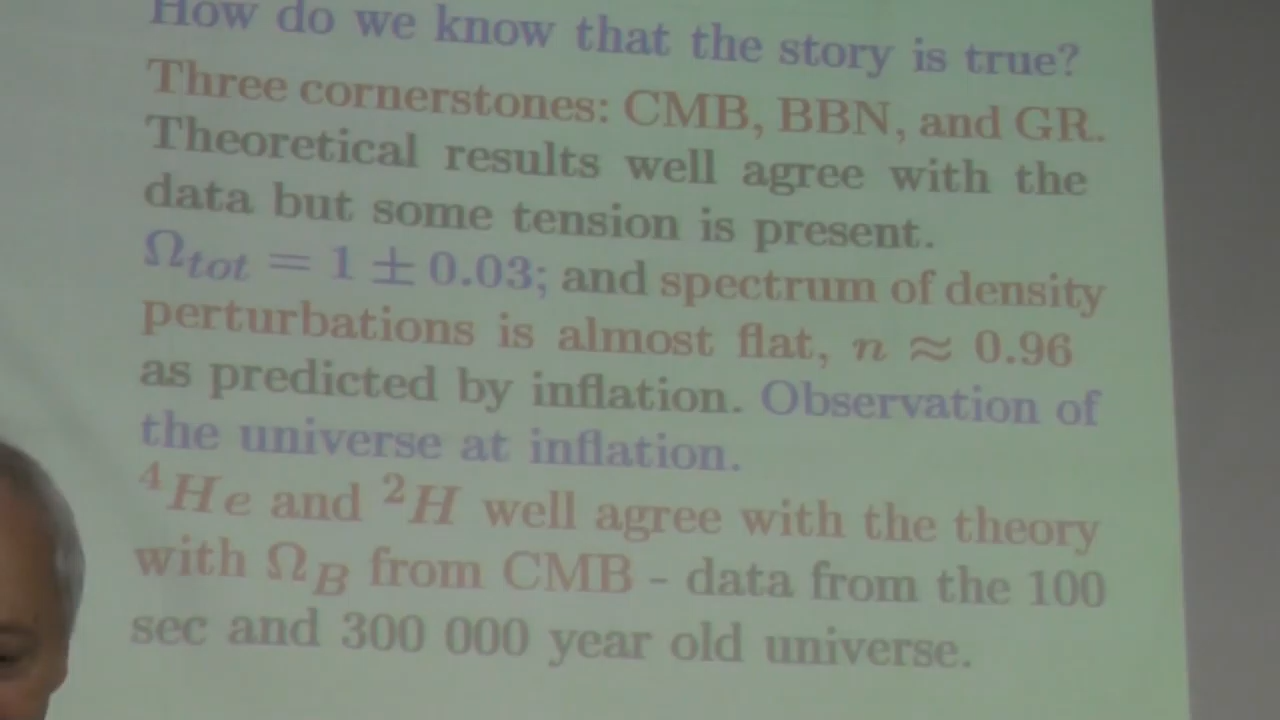 How do we know that the story is true?
Three cornerstones: CMB, BBN, and GR.
Theoretical results well agree with the
data but some tension is present.
Ωtot = 1 ± 0.03; and spectrum of density
perturbations is almost flat, n ≈ 0.96
as predicted by inflation. Observation of
the universe at inflation.
⁴He and ²H well agree with the theory
with Ω_B from CMB - data from the 100
sec and 300 000 year old universe.